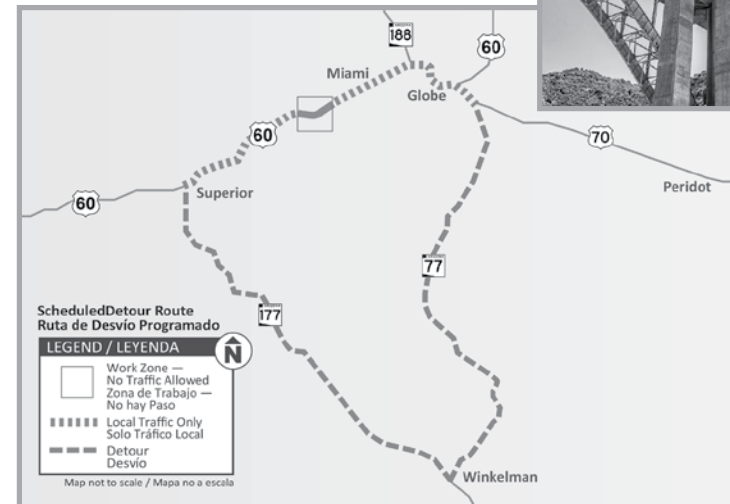 188
60
Miami
Globe
60
70
60
Superior
Peridot
77
177
ScheduledDetour Route
Ruta de Desvío Programado
LEGEND / LEYENDA
N
Work Zone —
No Traffic Allowed
Zona de Trabajo —
No hay Paso
Local Traffic Only
Solo Tráfico Local
Detour
Desvío
Map not to scale / Mapa no a escala
Winkelman